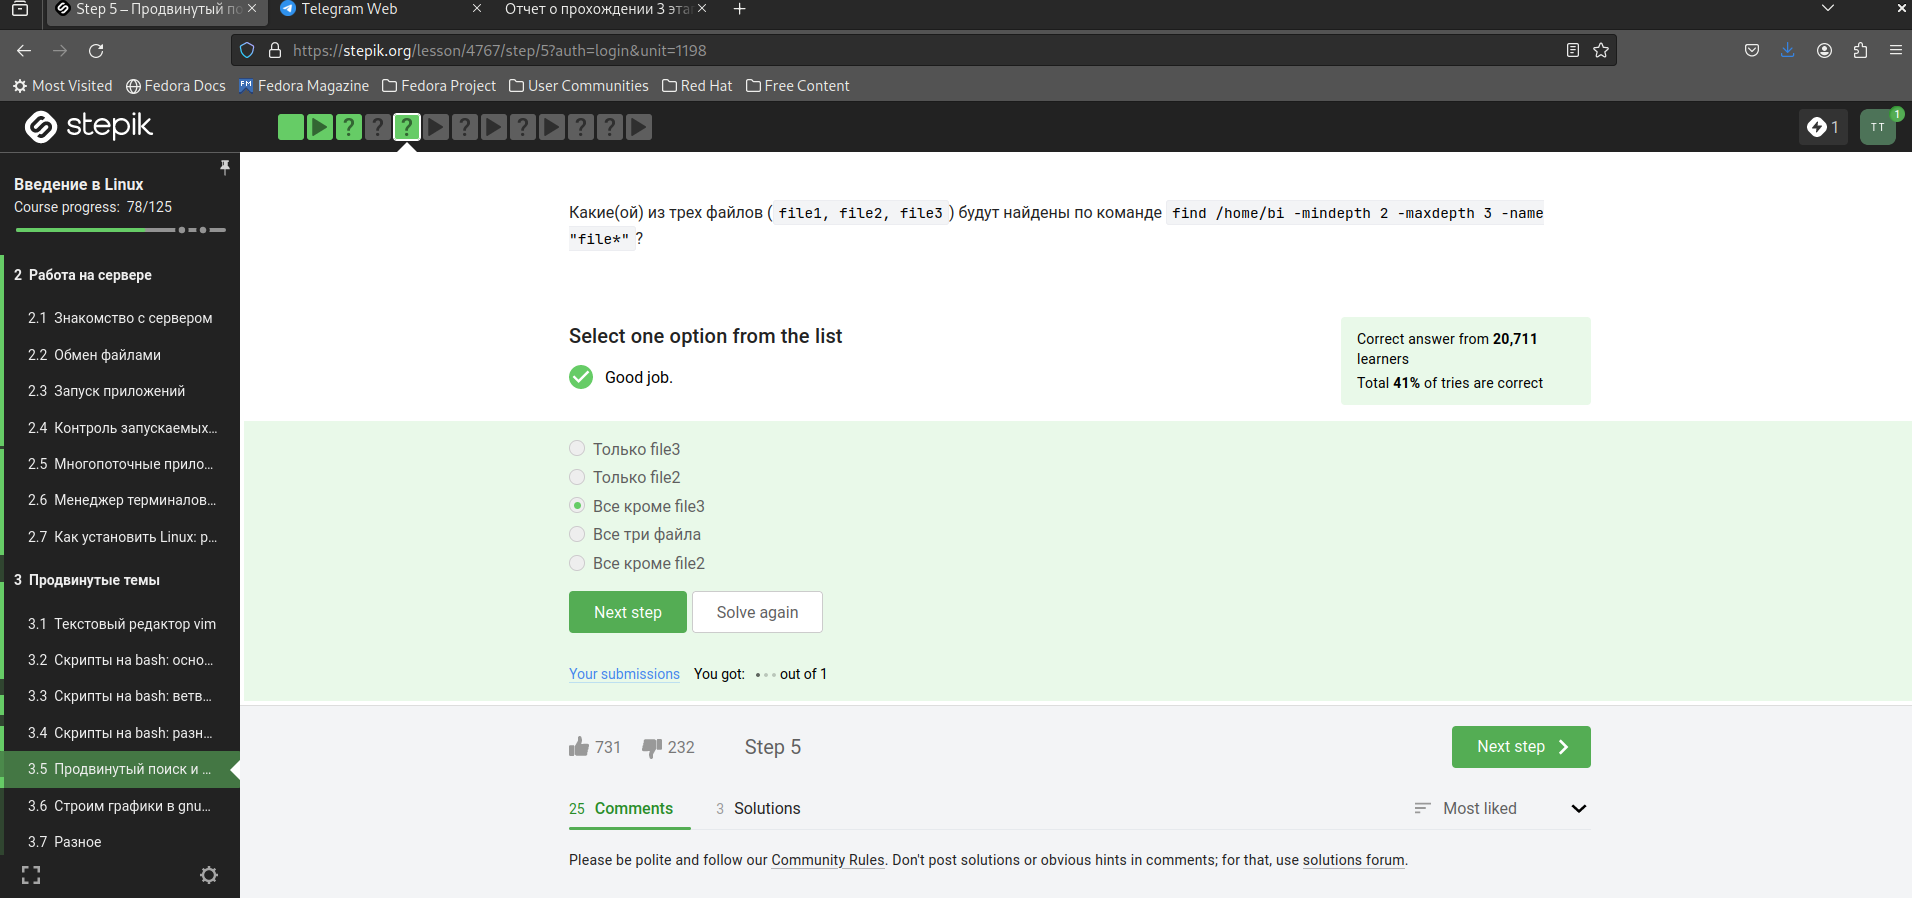 Step 5 – Продвинутый по
Telegram Web
Отчет о прохождении 3 эта
https://stepik.org/lesson/4767/step/5?auth=login&unit=1198
Most Visited
Fedora Docs
Fedora Magazine
Fedora Project
User Communities
Red Hat
Free Content
stepik
1
TT
1
Введение в Linux
Course progress: 78/125
2 Работа на сервере
2.1 Знакомство с сервером
2.2 Обмен файлами
2.3 Запуск приложений
2.4 Контроль запускаемых...
2.5 Многопоточные прило...
2.6 Менеджер терминалов...
2.7 Как установить Linux: р...
3 Продвинутые темы
3.1 Текстовый редактор vim
3.2 Скрипты на bash: осно...
3.3 Скрипты на bash: ветв...
3.4 Скрипты на bash: разн...
3.5 Продвинутый поиск и ...
3.6 Строим графики в gnu...
3.7 Разное
Какие(ой) из трех файлов ( file1, file2, file3 ) будут найдены по команде find /home/bi -mindepth 2 -maxdepth 3 -name
"file*" ?
Select one option from the list
Good job.
Correct answer from 20,711
learners
Total 41% of tries are correct
Только file3
Только file2
Все кроме file3
Все три файла
Все кроме file2
Next step
Solve again
Your submissions You got: out of 1
731
232
Step 5
Next step
25 Comments
3 Solutions
Most liked
Please be polite and follow our Community Rules. Don't post solutions or obvious hints in comments; for that, use solutions forum.